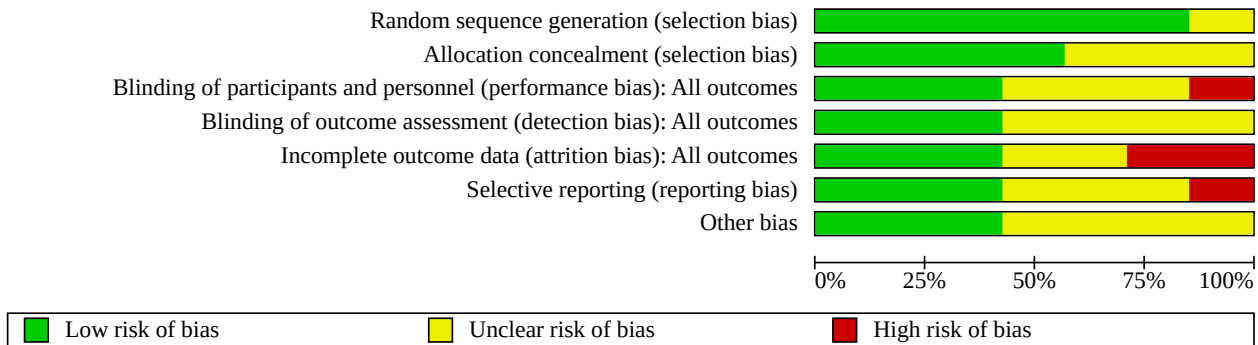 Random sequence generation (selection bias)
Allocation concealment (selection bias)
Blinding of participants and personnel (performance bias): All outcomes
Blinding of outcome assessment (detection bias): All outcomes
Incomplete outcome data (attrition bias): All outcomes
Selective reporting (reporting bias)
Other bias
0% 25% 50% 75% 100%
Low risk of bias Unclear risk of bias High risk of bias